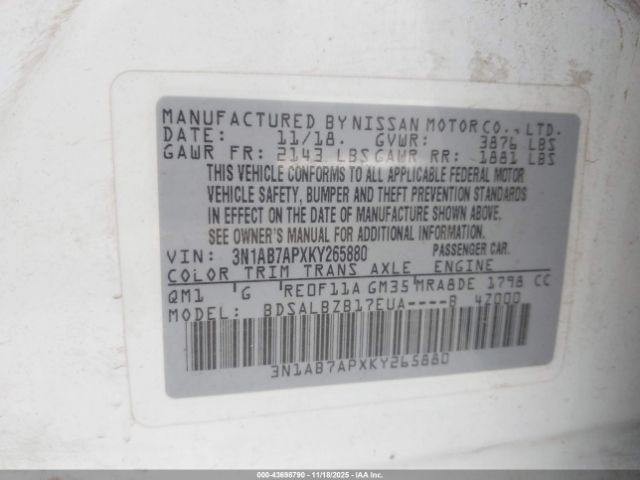 MANUFACTURED BY NISSAN MOTOR CO., LTD.
DATE: 11/18. GVWR: 3876 LBS
GAWR FR: 2143 LBS GAWR RR: 1881 LBS
THIS VEHICLE CONFORMS TO ALL APPLICABLE FEDERAL MOTOR
VEHICLE SAFETY, BUMPER AND THEFT PREVENTION STANDARDS
IN EFFECT ON THE DATE OF MANUFACTURE SHOWN ABOVE.
SEE OWNER'S MANUAL FOR ADDITIONAL INFORMATION.
VIN: 3N1AB7APXKY265880 PASSENGER CAR.
COLOR TRIM TRANS AXLE ENGINE
QM1 G RE0F11A GM35 MRA8DE 1798 CC
MODEL: BDSALBZB17EUA----B 4Z000
3N1AB7APXKY265880
000-43698790 | 11/18/2025 - IAA, Inc.